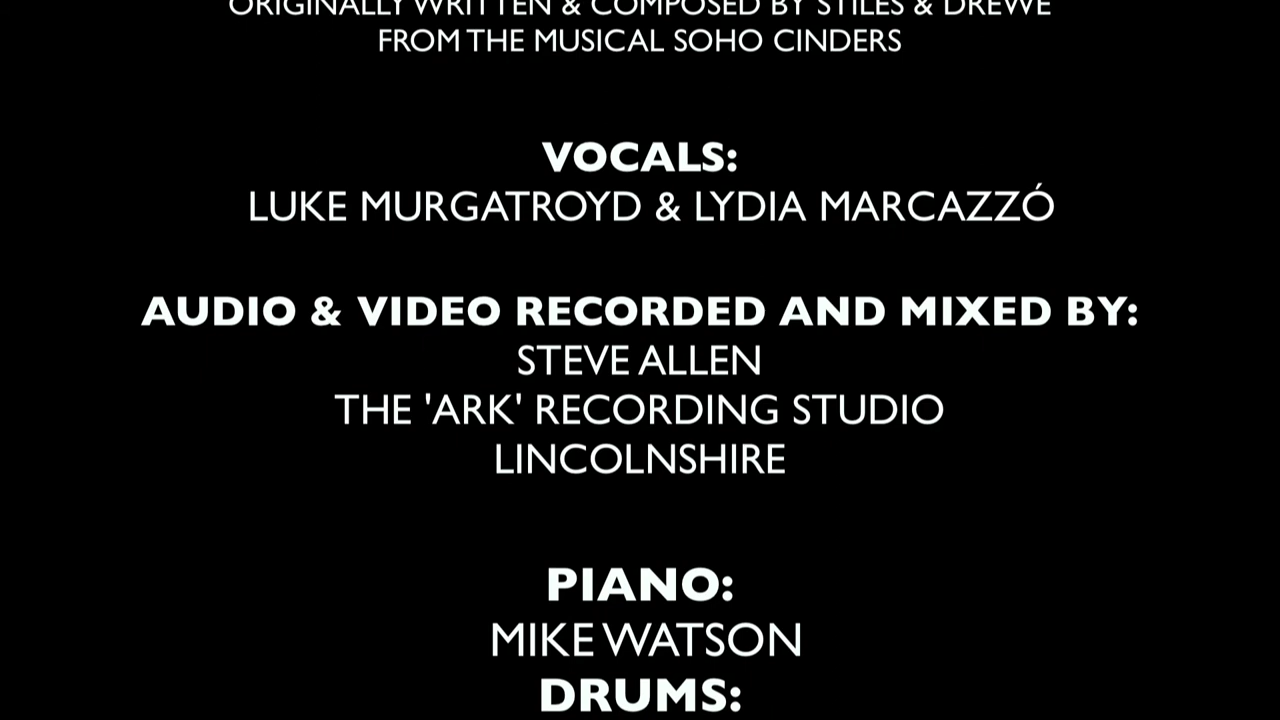 ORIGINALLY WRITTEN & COMPOSED BY STILES & DREWE
FROM THE MUSICAL SOHO CINDERS
VOCALS:
LUKE MURGATROYD & LYDIA MARCAZZÓ
AUDIO & VIDEO RECORDED AND MIXED BY:
STEVE ALLEN
THE 'ARK' RECORDING STUDIO
LINCOLNSHIRE
PIANO:
MIKE WATSON
DRUMS: